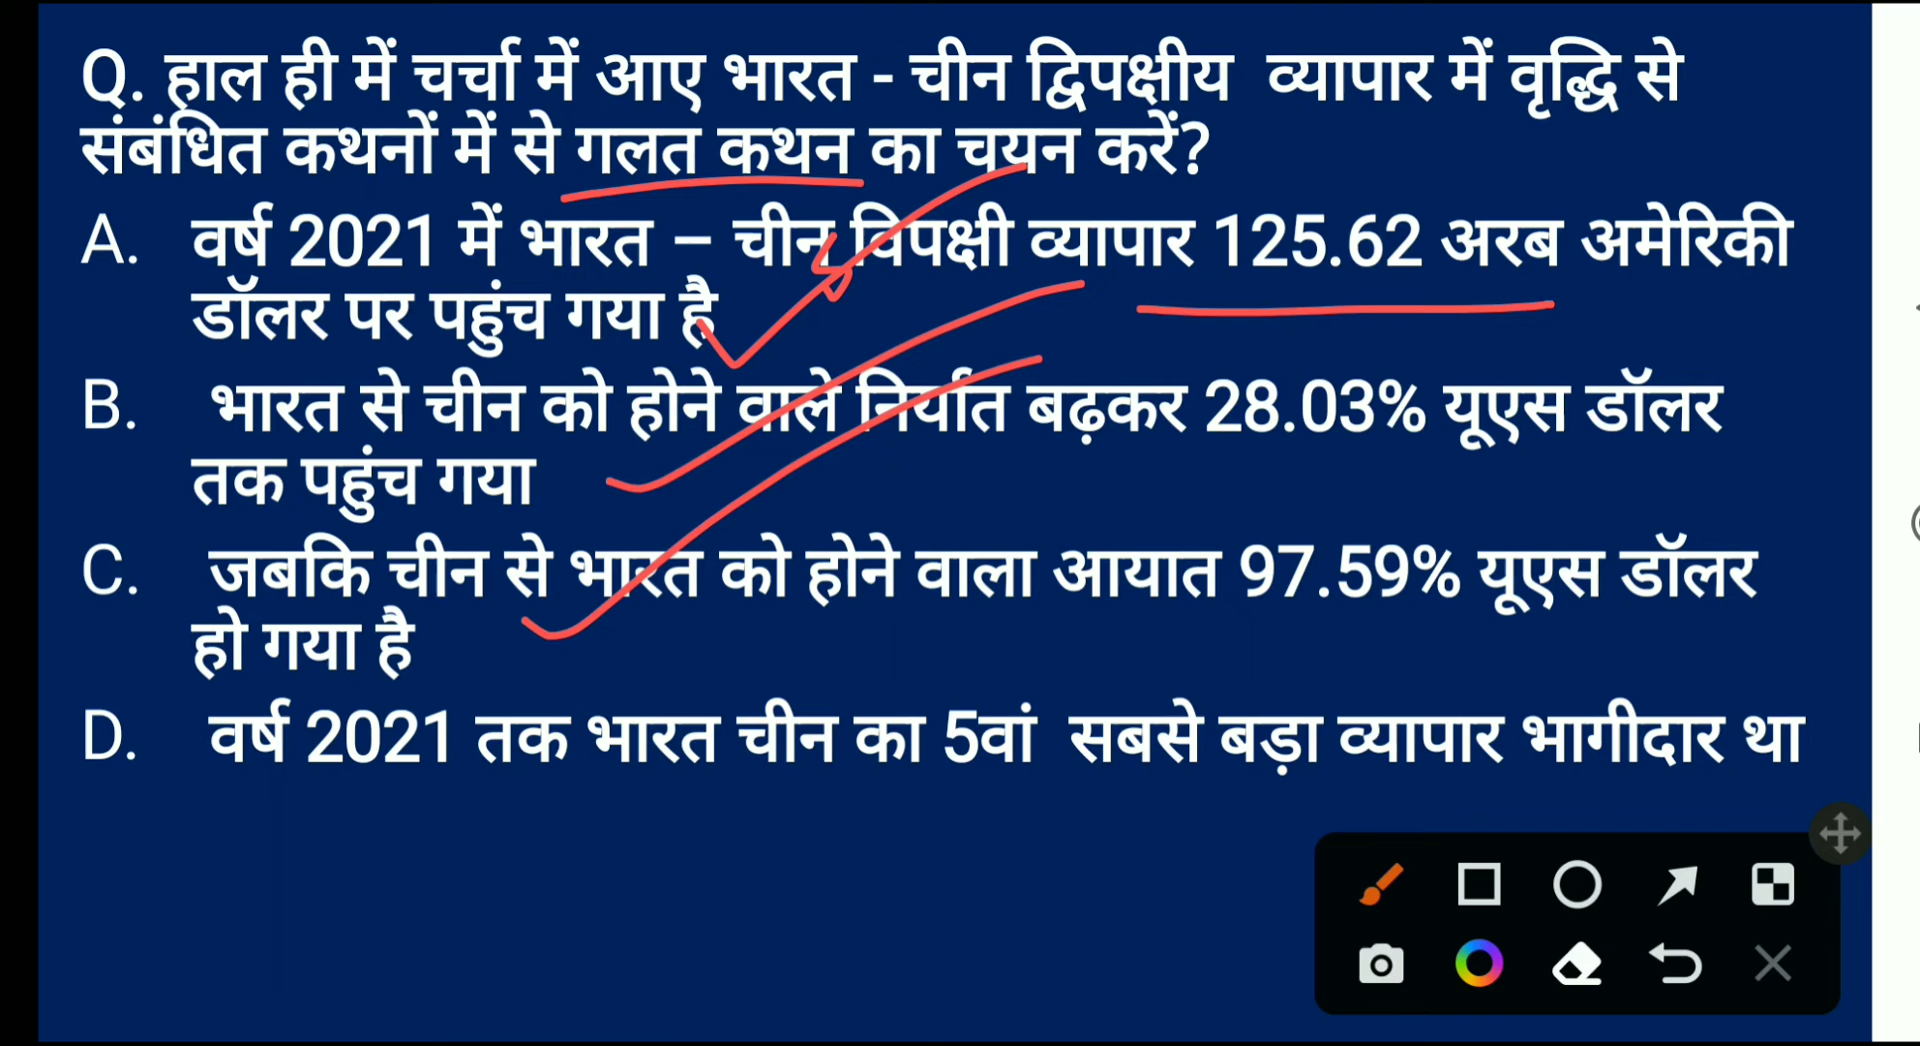 Q. हाल ही में चर्चा में आए भारत - चीन द्विपक्षीय व्यापार में वृद्धि से
संबंधित कथनों में से गलत कथन का चयन करें?
A. वर्ष 2021 में भारत – चीन विपक्षी व्यापार 125.62 अरब अमेरिकी
डॉलर पर पहुंच गया है
B. भारत से चीन को होने वाले निर्यात बढ़कर 28.03% यूएस डॉलर
तक पहुंच गया
C. जबकि चीन से भारत को होने वाला आयात 97.59% यूएस डॉलर
हो गया है
D. वर्ष 2021 तक भारत चीन का 5वां सबसे बड़ा व्यापार भागीदार था